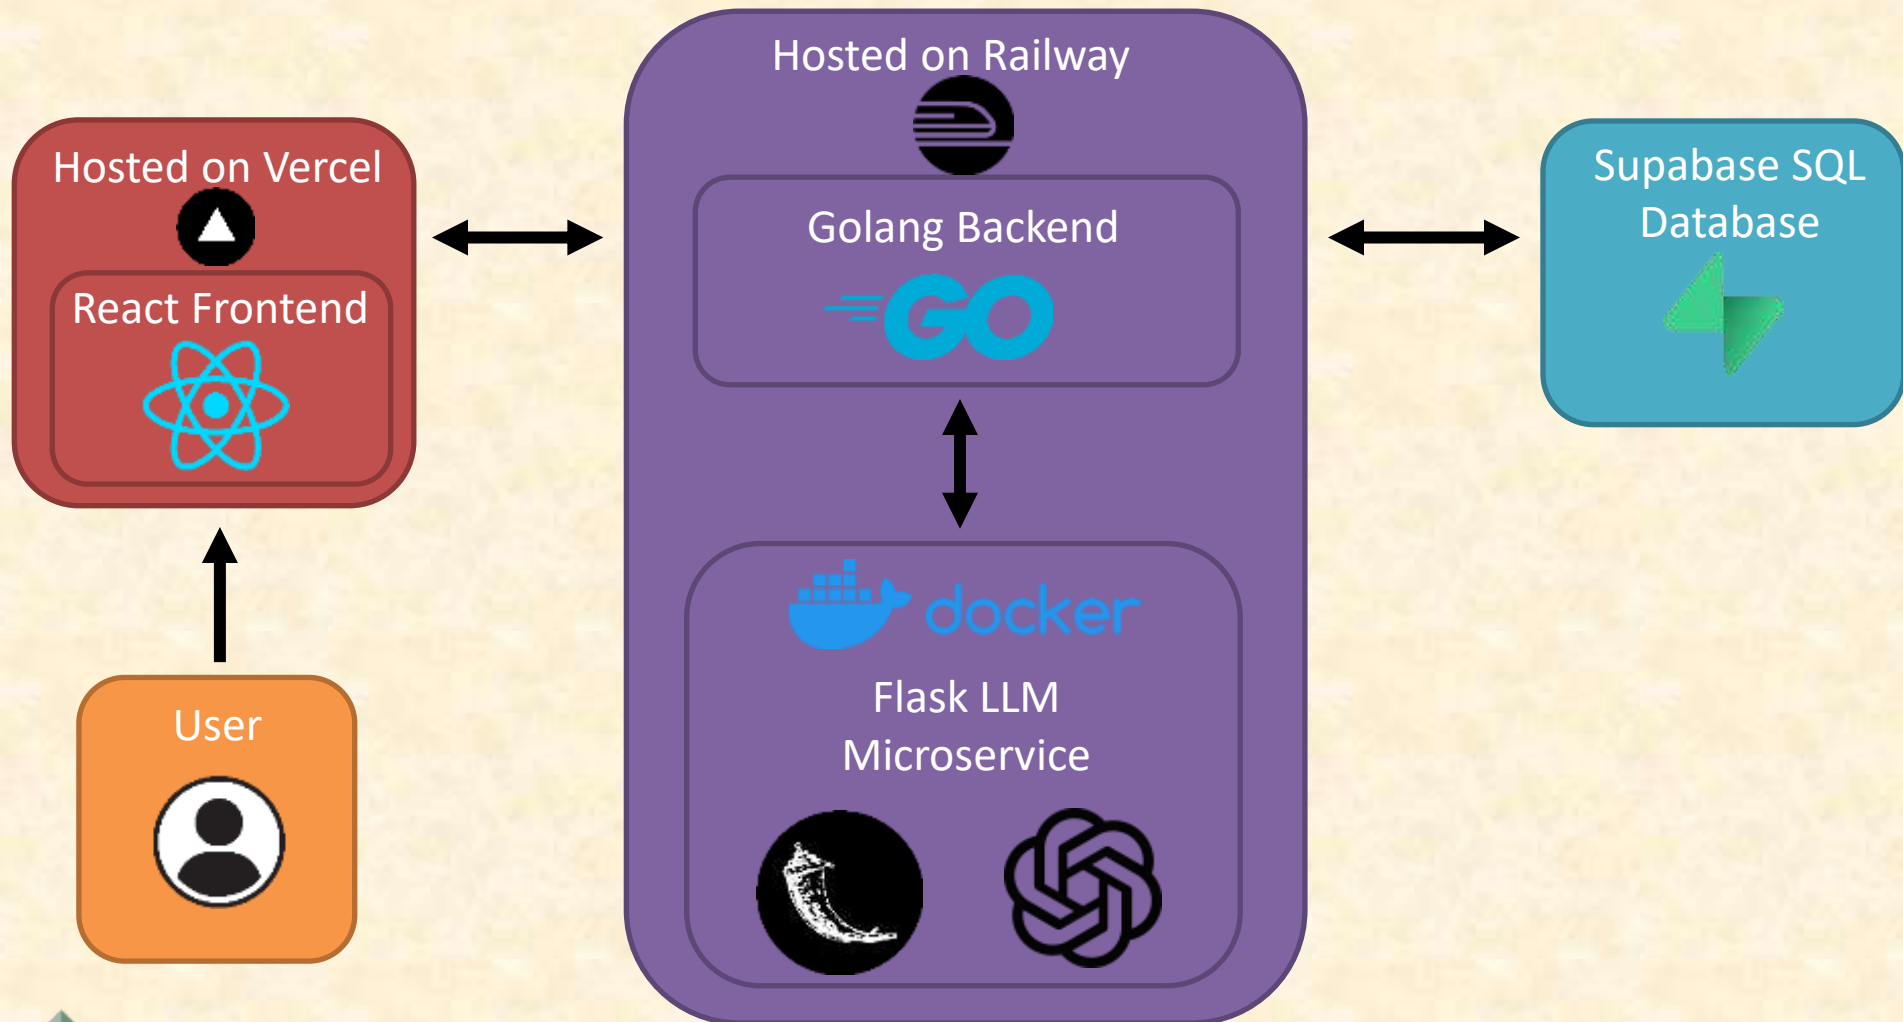 Hosted on Railway
Hosted on Vercel
React Frontend
Golang Backend
GO
Supabase SQL
Database
docker
Flask LLM
Microservice
User